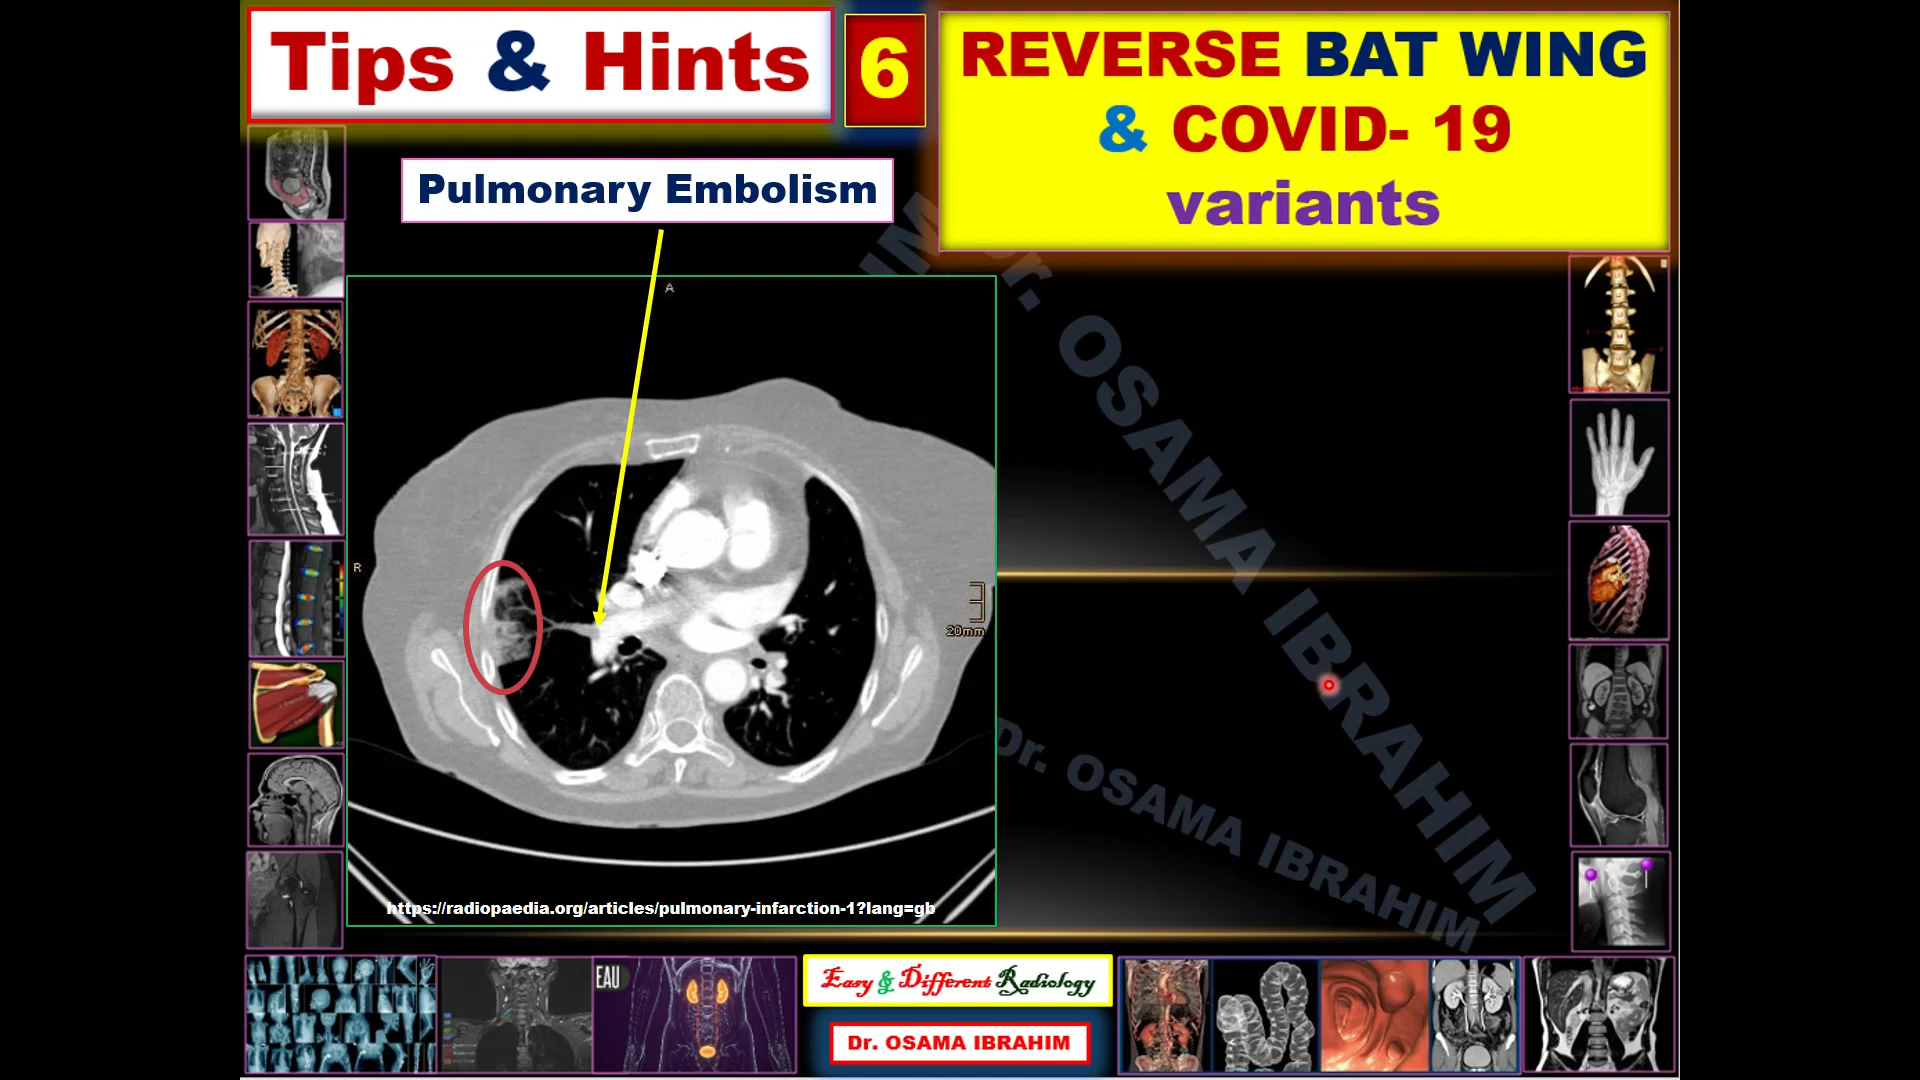 Tips & Hints
6
REVERSE BAT WING
& COVID- 19
variants
Pulmonary Embolism
A
R
20mm
https://radiopaedia.org/articles/pulmonary-infarction-1?lang=gb
Dr. OSAMA IBRAHIM
Dr. OSAMA IBRAHIM
EAU
Easy & Different Radiology
Dr. OSAMA IBRAHIM